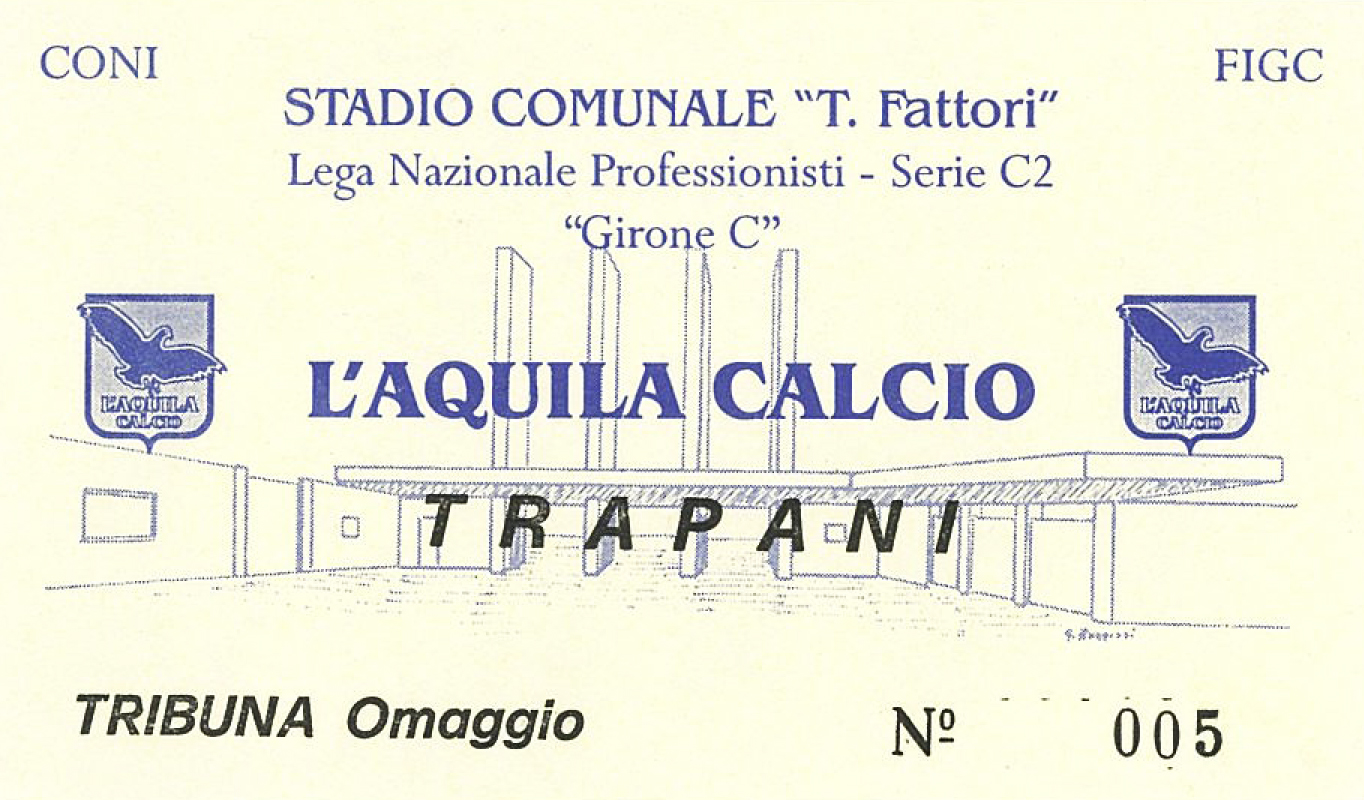 CONI
FIGC
STADIO COMUNALE "T. Fattori"
Lega Nazionale Professionisti - Serie C2
“Girone C”
L'AQUILA CALCIO
L'AQUILA
CALCIO
L'AQUILA
CALCIO
TRAPANI
TRIBUNA Omaggio
Nº 005